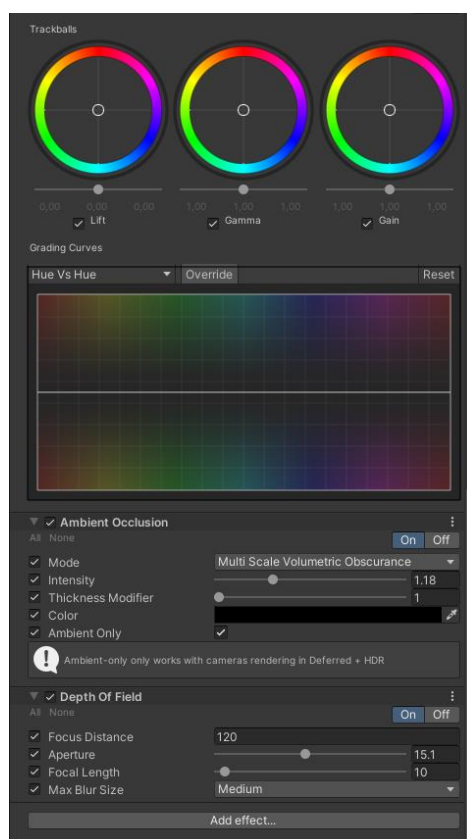 Trackballs
0,00 0,00 0,00 1,00 1,00 1,00 1,00 1,00 1,00
Lift Gamma Gain
Grading Curves
Hue Vs Hue Override Reset
Ambient Occlusion
All None On Off
Mode Multi Scale Volumetric Obscurance
Intensity 1.18
Thickness Modifier 1
Color
Ambient Only
! Ambient-only only works with cameras rendering in Deferred + HDR
Depth Of Field
All None On Off
Focus Distance 120
Aperture 15.1
Focal Length 10
Max Blur Size Medium
Add effect...